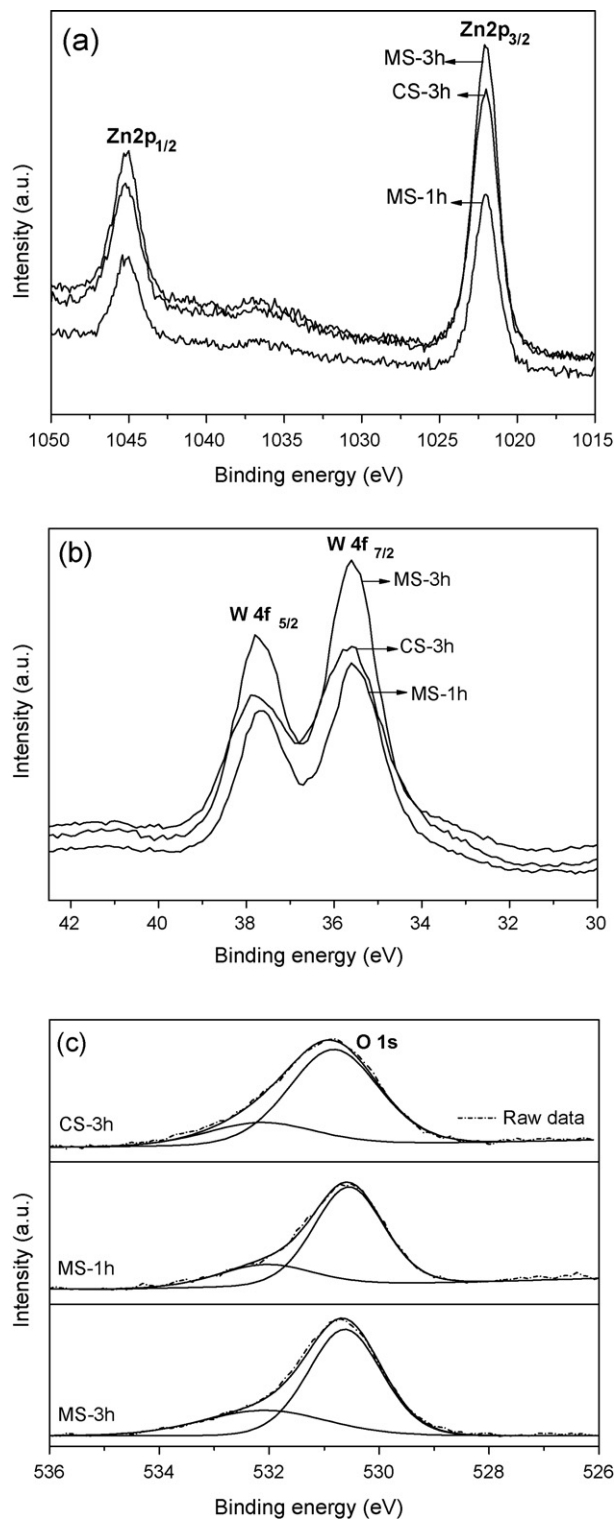 (a)
Zn2p3/2
MS-3h
CS-3h
Zn2p1/2
MS-1h
Intensity (a.u.)
1050 1045 1040 1035 1030 1025 1020 1015
Binding energy (eV)
(b)
W 4f 7/2
MS-3h
W 4f 5/2
CS-3h
MS-1h
Intensity (a.u.)
42 40 38 36 34 32 30
Binding energy (eV)
(c)
O 1s
Raw data
CS-3h
MS-1h
Intensity (a.u.)
MS-3h
536 534 532 530 528 526
Binding energy (eV)